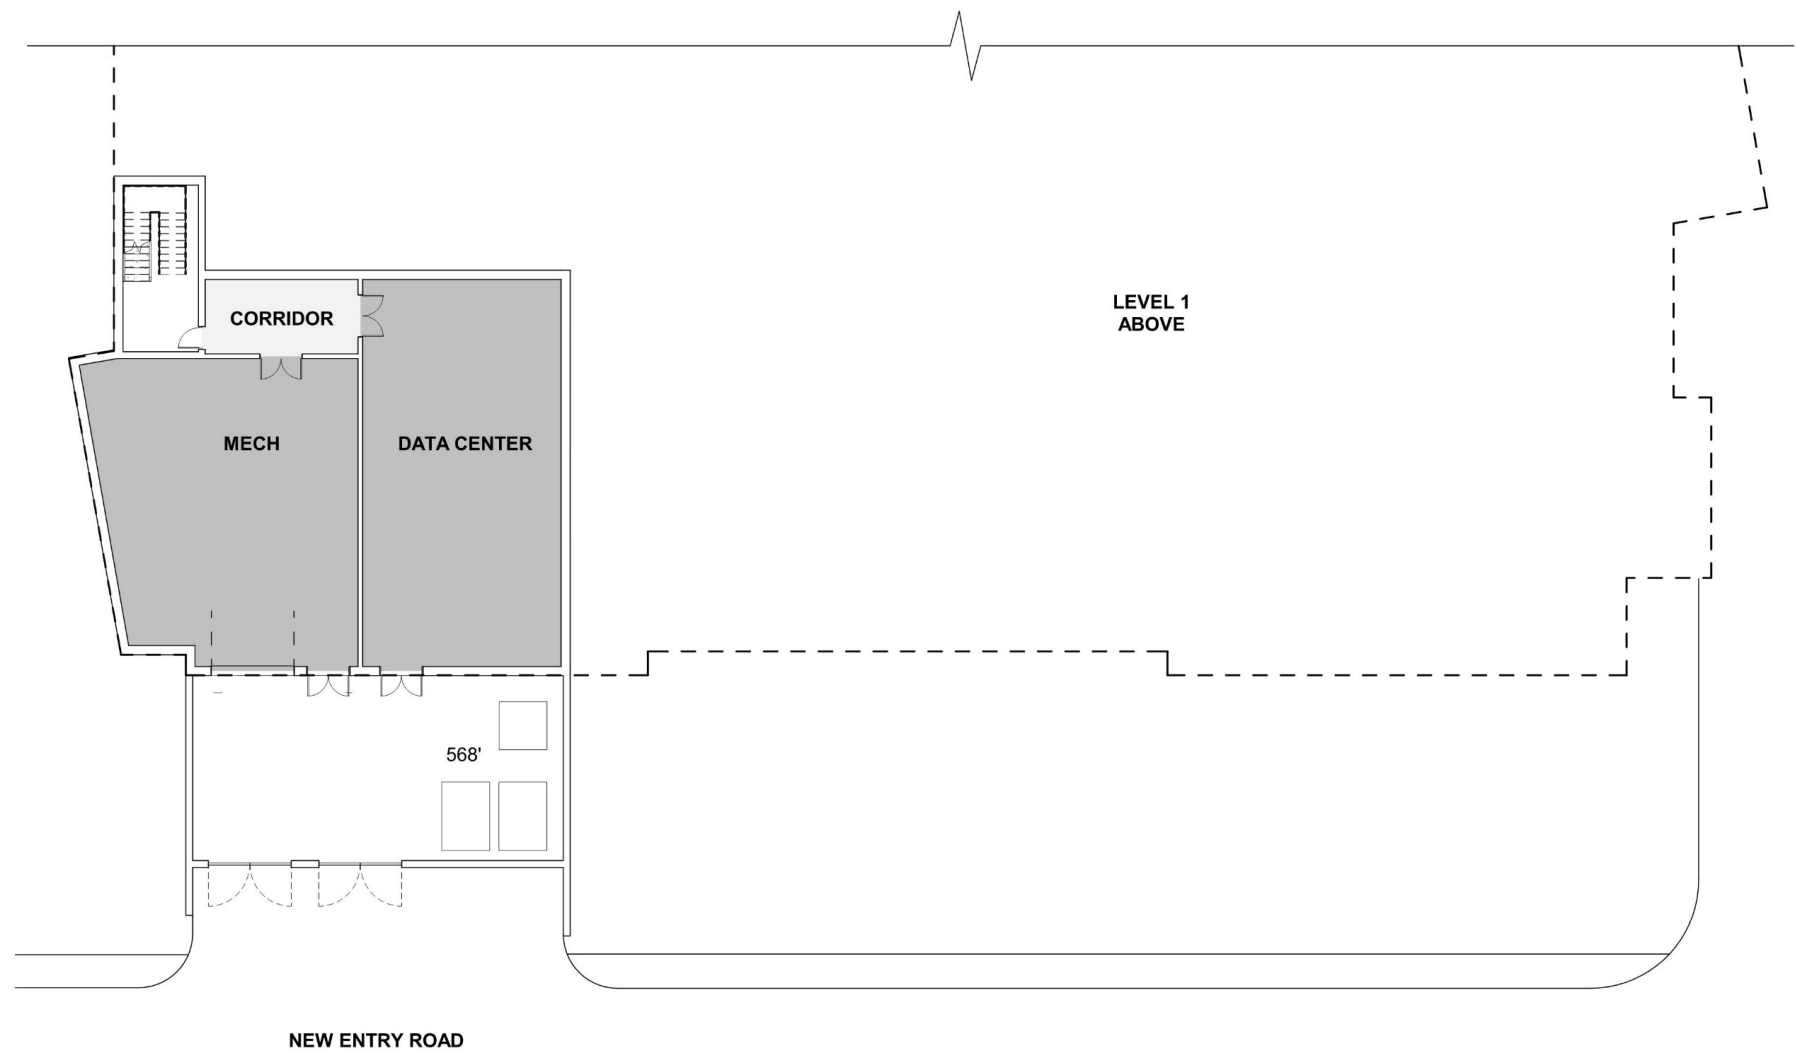 LEVEL 1
ABOVE
CORRIDOR
MECH
DATA CENTER
568'
NEW ENTRY ROAD